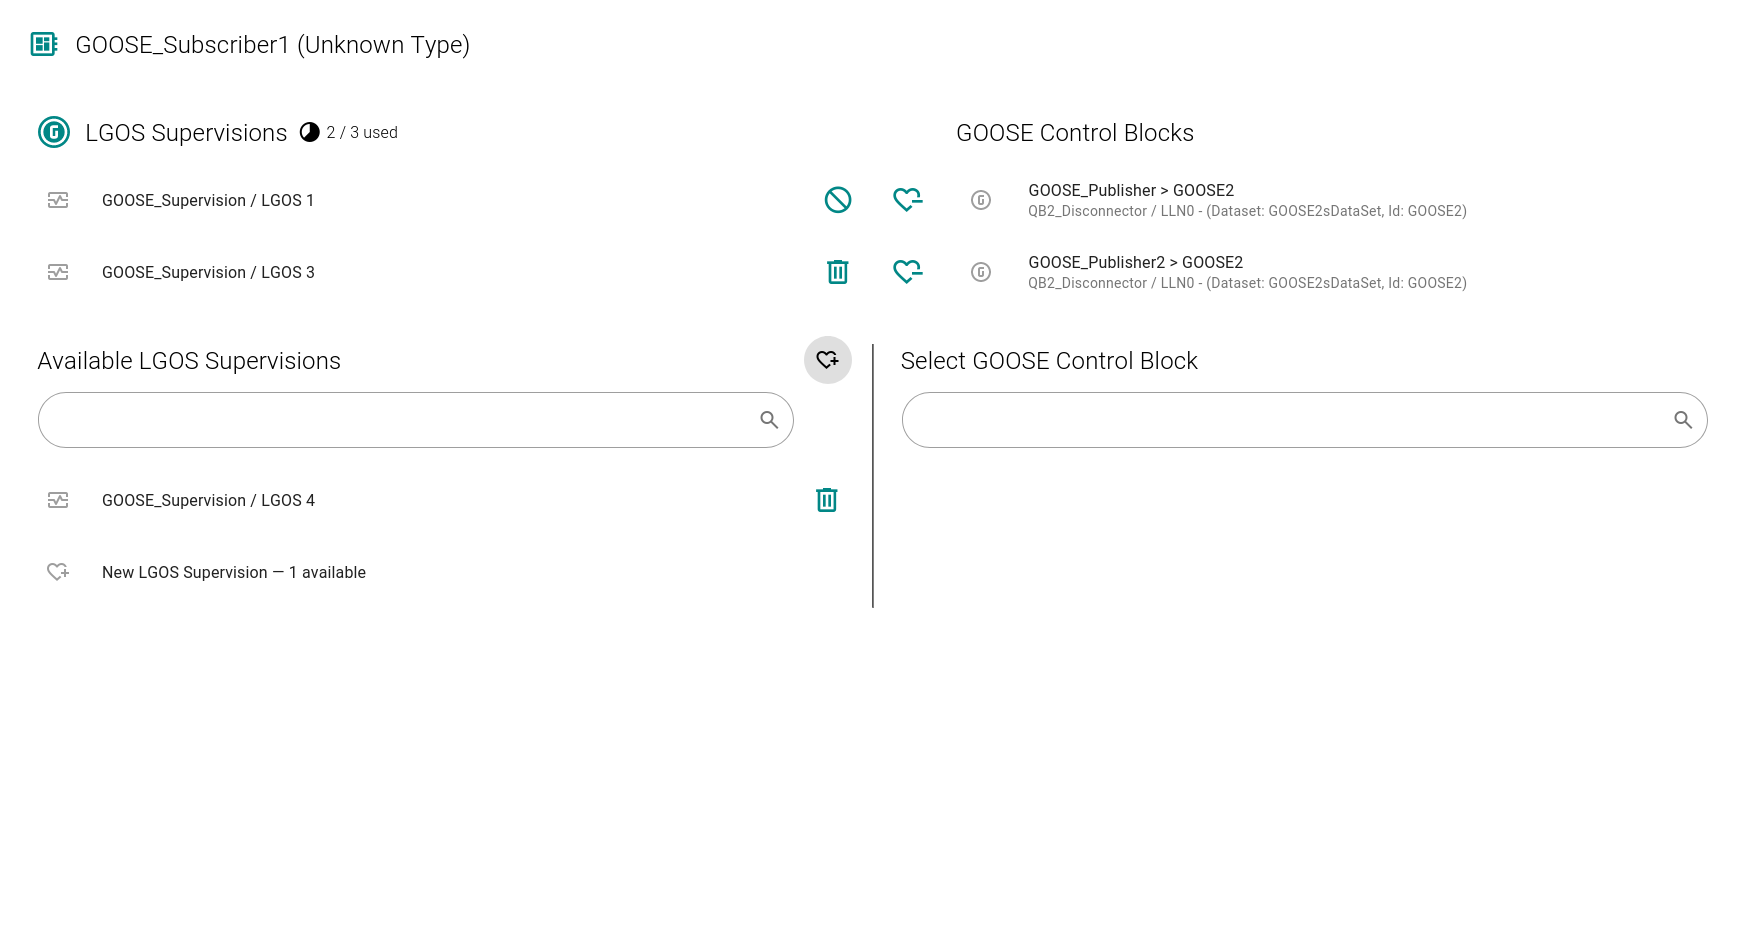 GOOSE_Subscriber1 (Unknown Type)
LGOS Supervisions 2 / 3 used
GOOSE Control Blocks
GOOSE_Supervision / LGOS 1
GOOSE_Publisher > GOOSE2
QB2_Disconnector / LLN0 - (Dataset: GOOSE2sDataSet, Id: GOOSE2)
GOOSE_Supervision / LGOS 3
GOOSE_Publisher2 > GOOSE2
QB2_Disconnector / LLN0 - (Dataset: GOOSE2sDataSet, Id: GOOSE2)
Available LGOS Supervisions
Select GOOSE Control Block
GOOSE_Supervision / LGOS 4
New LGOS Supervision — 1 available